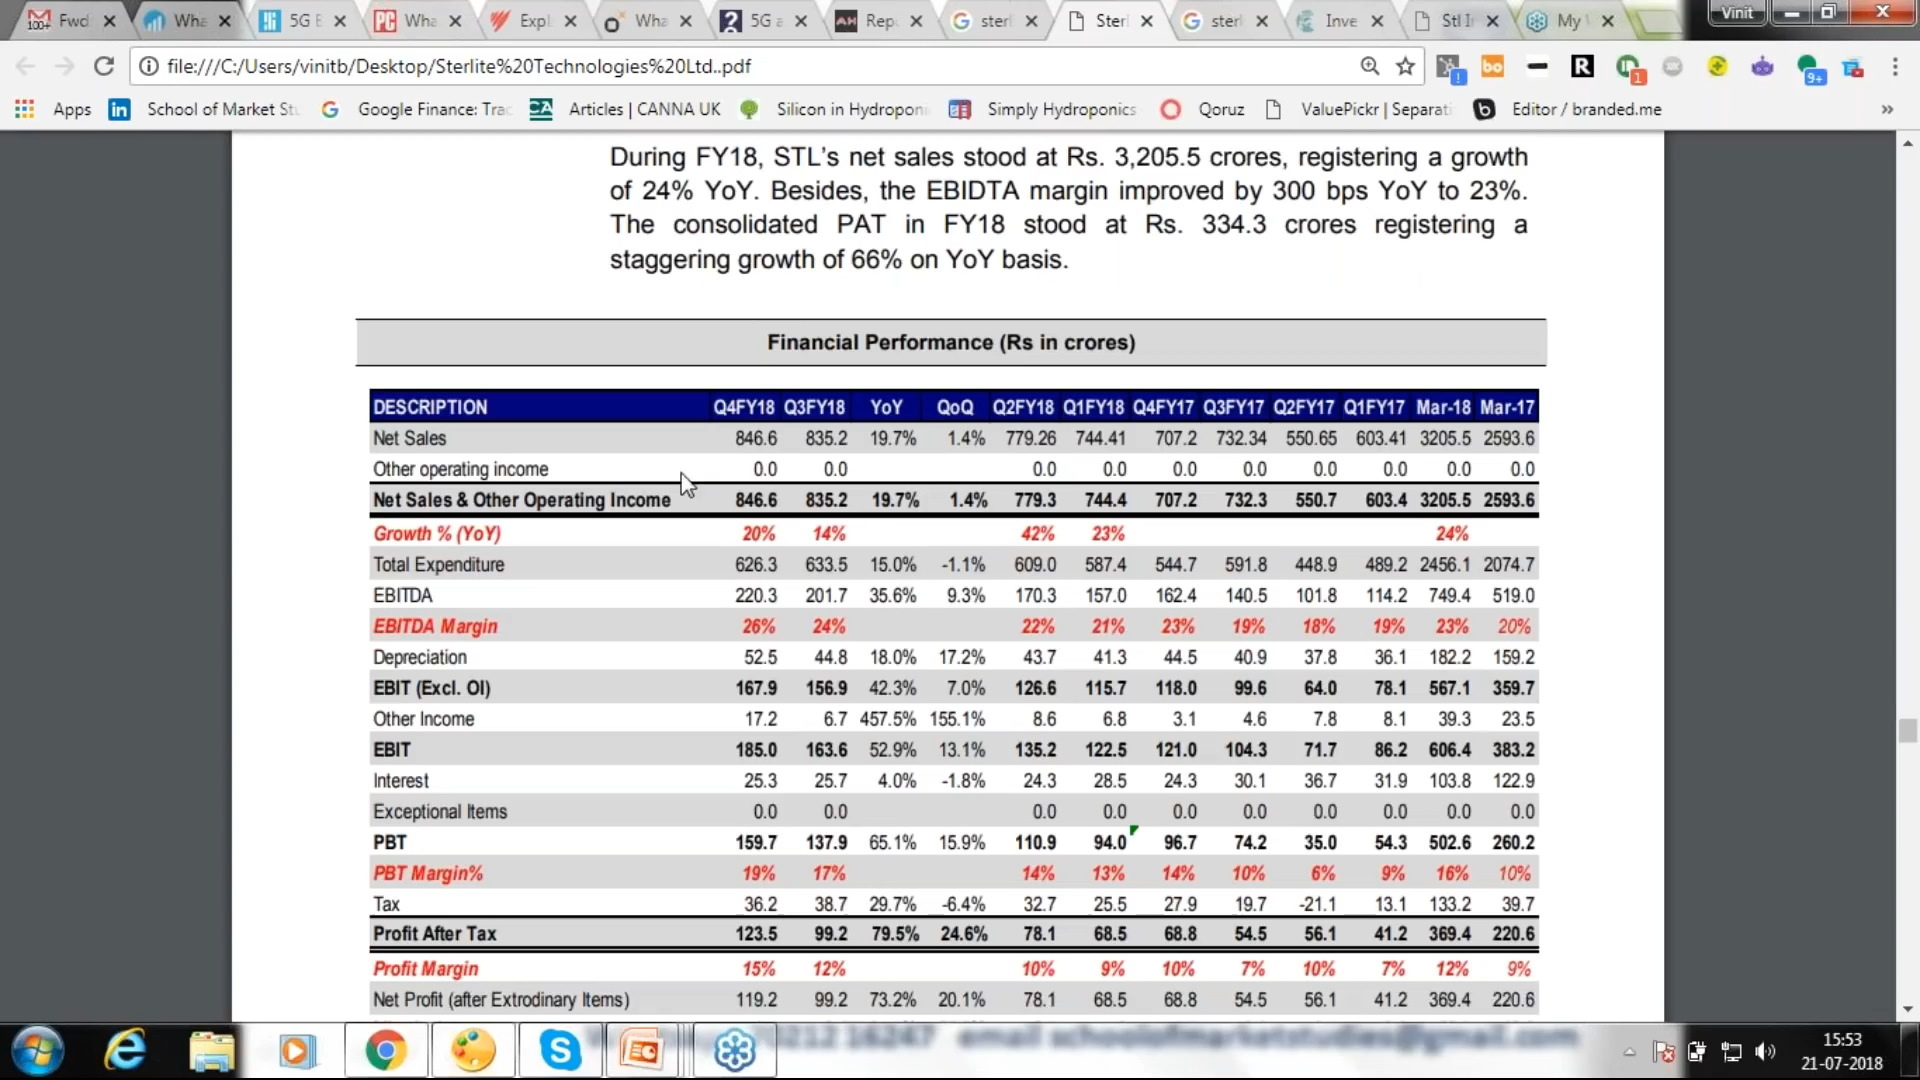 Fwd: Wha 5G E Wha Expl Wha 5G a Repo sterl Sterl sterl Inve Stl In My Vinit
file:///C:/Users/vinitb/Desktop/Sterlite%20Technologies%20Ltd..pdf
Apps School of Market Stu Google Finance: Trac Articles | CANNA UK Silicon in Hydropon Simply Hydroponics Qoruz ValuePickr | Separati Editor / branded.me »
During FY18, STL's net sales stood at Rs. 3,205.5 crores, registering a growth
of 24% YoY. Besides, the EBIDTA margin improved by 300 bps YoY to 23%.
The consolidated PAT in FY18 stood at Rs. 334.3 crores registering a
staggering growth of 66% on YoY basis.
Financial Performance (Rs in crores)
DESCRIPTION Q4FY18 Q3FY18 YoY QoQ Q2FY18 Q1FY18 Q4FY17 Q3FY17 Q2FY17 Q1FY17 Mar-18 Mar-17
Net Sales 846.6 835.2 19.7% 1.4% 779.26 744.41 707.2 732.34 550.65 603.41 3205.5 2593.6
Other operating income 0.0 0.0 0.0 0.0 0.0 0.0 0.0 0.0 0.0 0.0
Net Sales & Other Operating Income 846.6 835.2 19.7% 1.4% 779.3 744.4 707.2 732.3 550.7 603.4 3205.5 2593.6
Growth % (YoY) 20% 14% 42% 23% 24%
Total Expenditure 626.3 633.5 15.0% -1.1% 609.0 587.4 544.7 591.8 448.9 489.2 2456.1 2074.7
EBITDA 220.3 201.7 35.6% 9.3% 170.3 157.0 162.4 140.5 101.8 114.2 749.4 519.0
EBITDA Margin 26% 24% 22% 21% 23% 19% 18% 19% 23% 20%
Depreciation 52.5 44.8 18.0% 17.2% 43.7 41.3 44.5 40.9 37.8 36.1 182.2 159.2
EBIT (Excl. OI) 167.9 156.9 42.3% 7.0% 126.6 115.7 118.0 99.6 64.0 78.1 567.1 359.7
Other Income 17.2 6.7 457.5% 155.1% 8.6 6.8 3.1 4.6 7.8 8.1 39.3 23.5
EBIT 185.0 163.6 52.9% 13.1% 135.2 122.5 121.0 104.3 71.7 86.2 606.4 383.2
Interest 25.3 25.7 4.0% -1.8% 24.3 28.5 24.3 30.1 36.7 31.9 103.8 122.9
Exceptional Items 0.0 0.0 0.0 0.0 0.0 0.0 0.0 0.0 0.0 0.0
PBT 159.7 137.9 65.1% 15.9% 110.9 94.0 96.7 74.2 35.0 54.3 502.6 260.2
PBT Margin% 19% 17% 14% 13% 14% 10% 6% 9% 16% 10%
Tax 36.2 38.7 29.7% -6.4% 32.7 25.5 27.9 19.7 -21.1 13.1 133.2 39.7
Profit After Tax 123.5 99.2 79.5% 24.6% 78.1 68.5 68.8 54.5 56.1 41.2 369.4 220.6
Profit Margin 15% 12% 10% 9% 10% 7% 10% 7% 12% 9%
Net Profit (after Extrodinary Items) 119.2 99.2 73.2% 20.1% 78.1 68.5 68.8 54.5 56.1 41.2 369.4 220.6
16247 email schoolofmarketstudies@gmail.com
15:53
21-07-2018